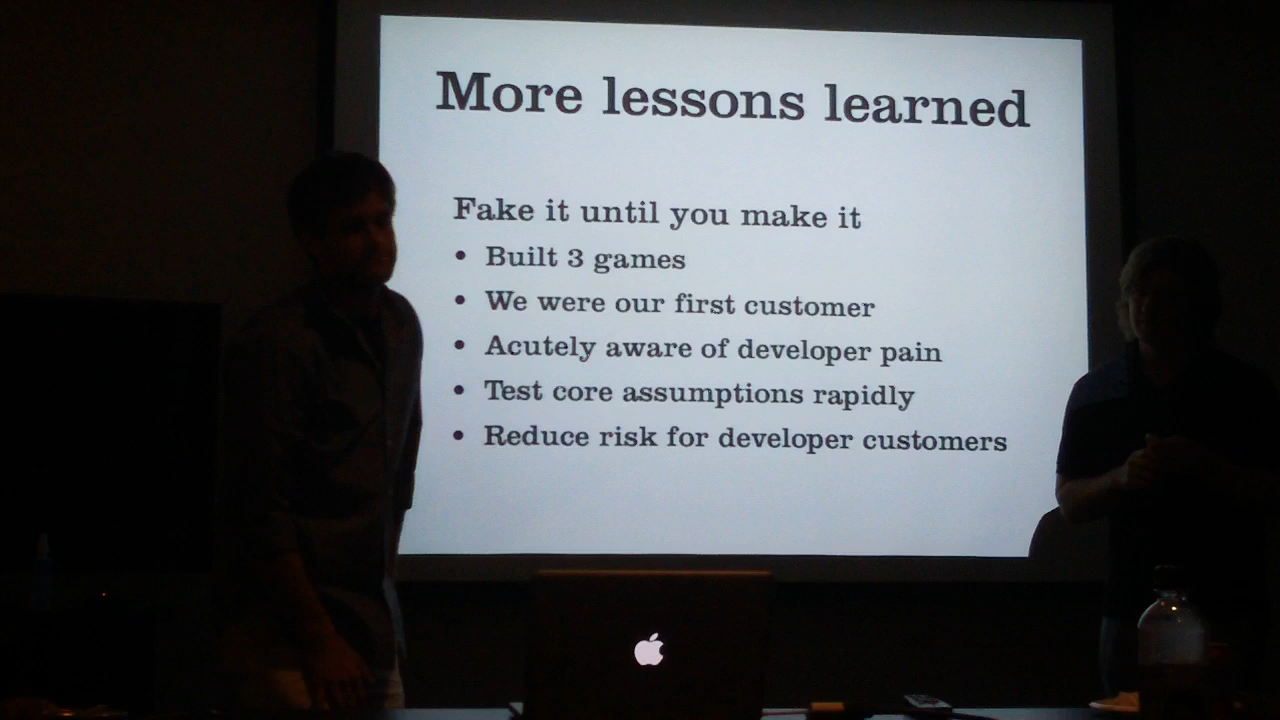 More lessons learned
Fake it until you make it
• Built 3 games
• We were our first customer
• Acutely aware of developer pain
• Test core assumptions rapidly
• Reduce risk for developer customers